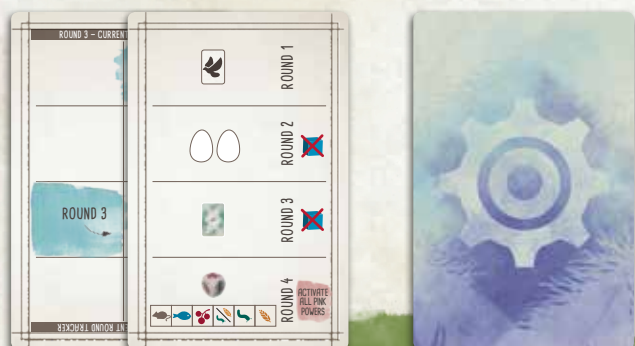 ROUND 3 - CURRENT
ROUND 3
ENT ROUND TRACKER
ROUND 1
ROUND 2
ROUND 3
ROUND 4
ACTIVATE
ALL PINK
POWERS